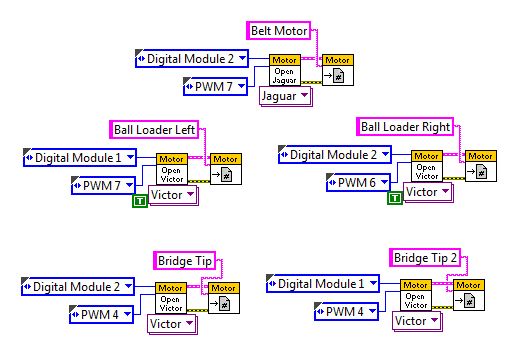 Belt Motor
Digital Module 2
Motor
Motor
Open
Jaguar
PWM 7
Jaguar
#
Ball Loader Left
Digital Module 1
Motor
Motor
Open
Victor
PWM 7
T
Victor
#
Ball Loader Right
Digital Module 2
Motor
Motor
Open
Victor
PWM 6
T
Victor
#
Bridge Tip
Digital Module 2
Motor
Motor
Open
Victor
PWM 4
Victor
#
Bridge Tip 2
Digital Module 1
Motor
Motor
Open
Victor
PWM 4
Victor
#